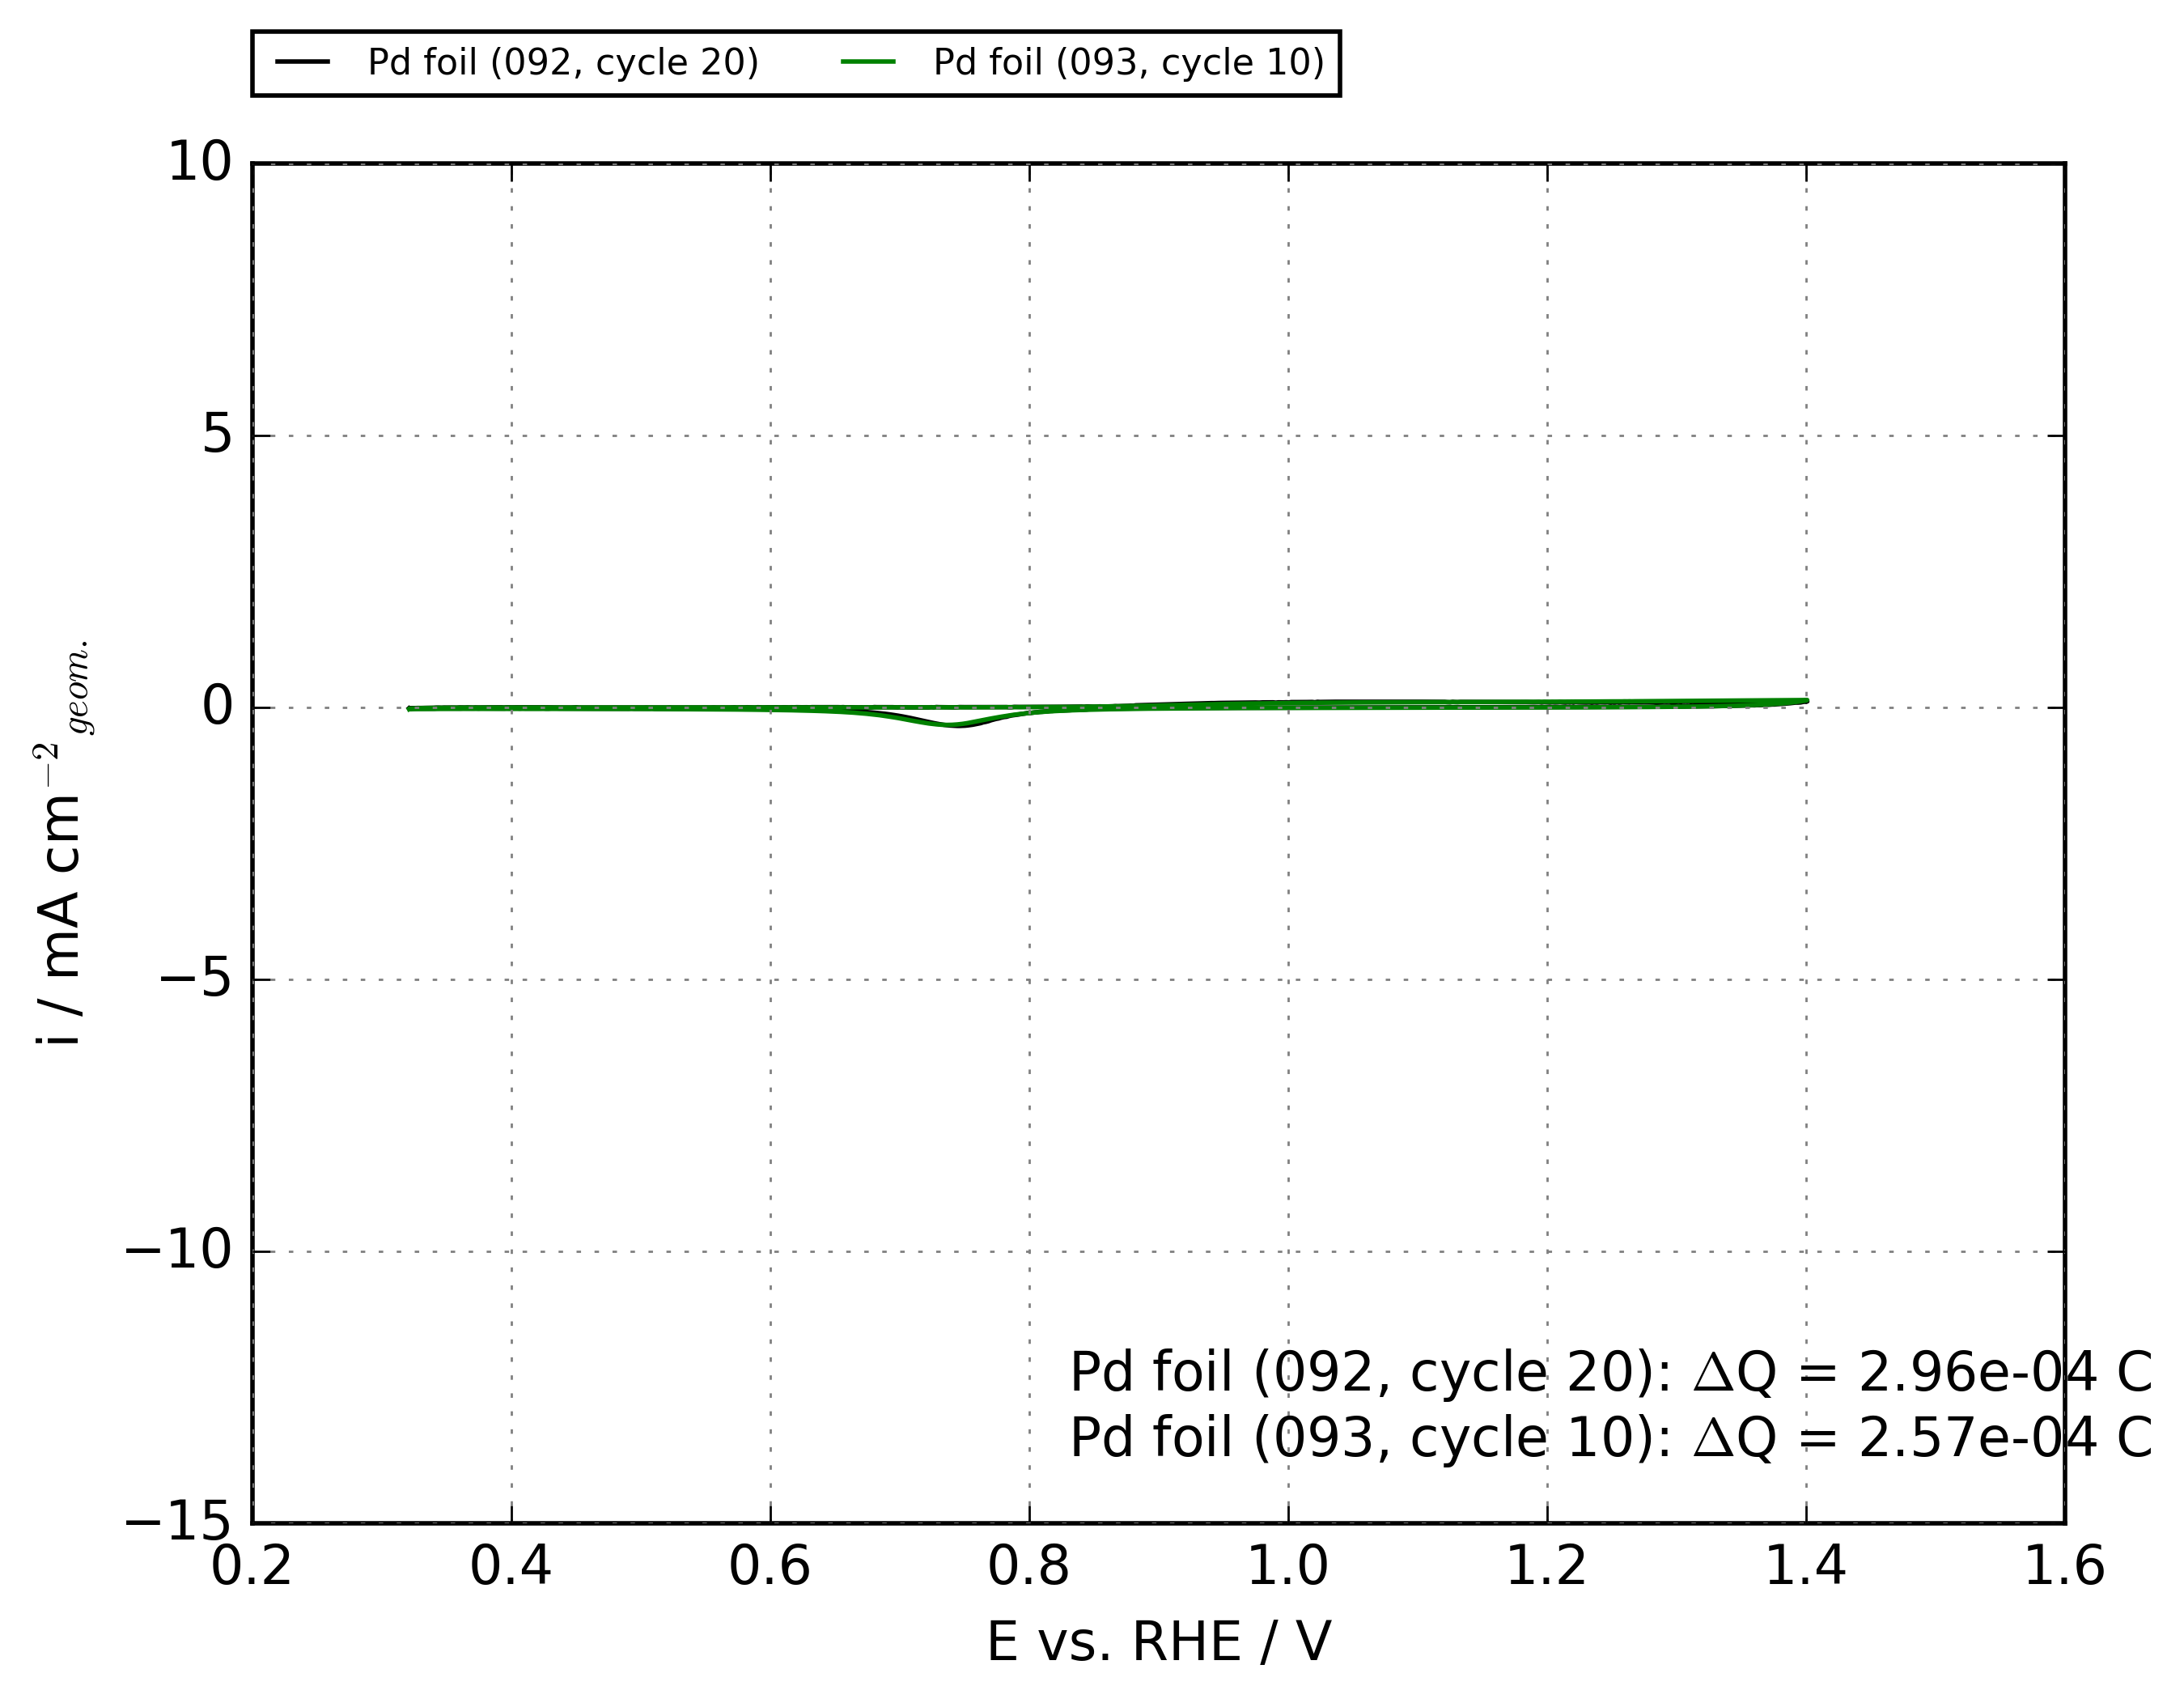 Pd foil (092, cycle 20) Pd foil (093, cycle 10)
10
5
0
−5
−10
−15
i / mA cm⁻² geom.
Pd foil (092, cycle 20): ΔQ = 2.96e-04 C
Pd foil (093, cycle 10): ΔQ = 2.57e-04 C
0.2 0.4 0.6 0.8 1.0 1.2 1.4 1.6
E vs. RHE / V